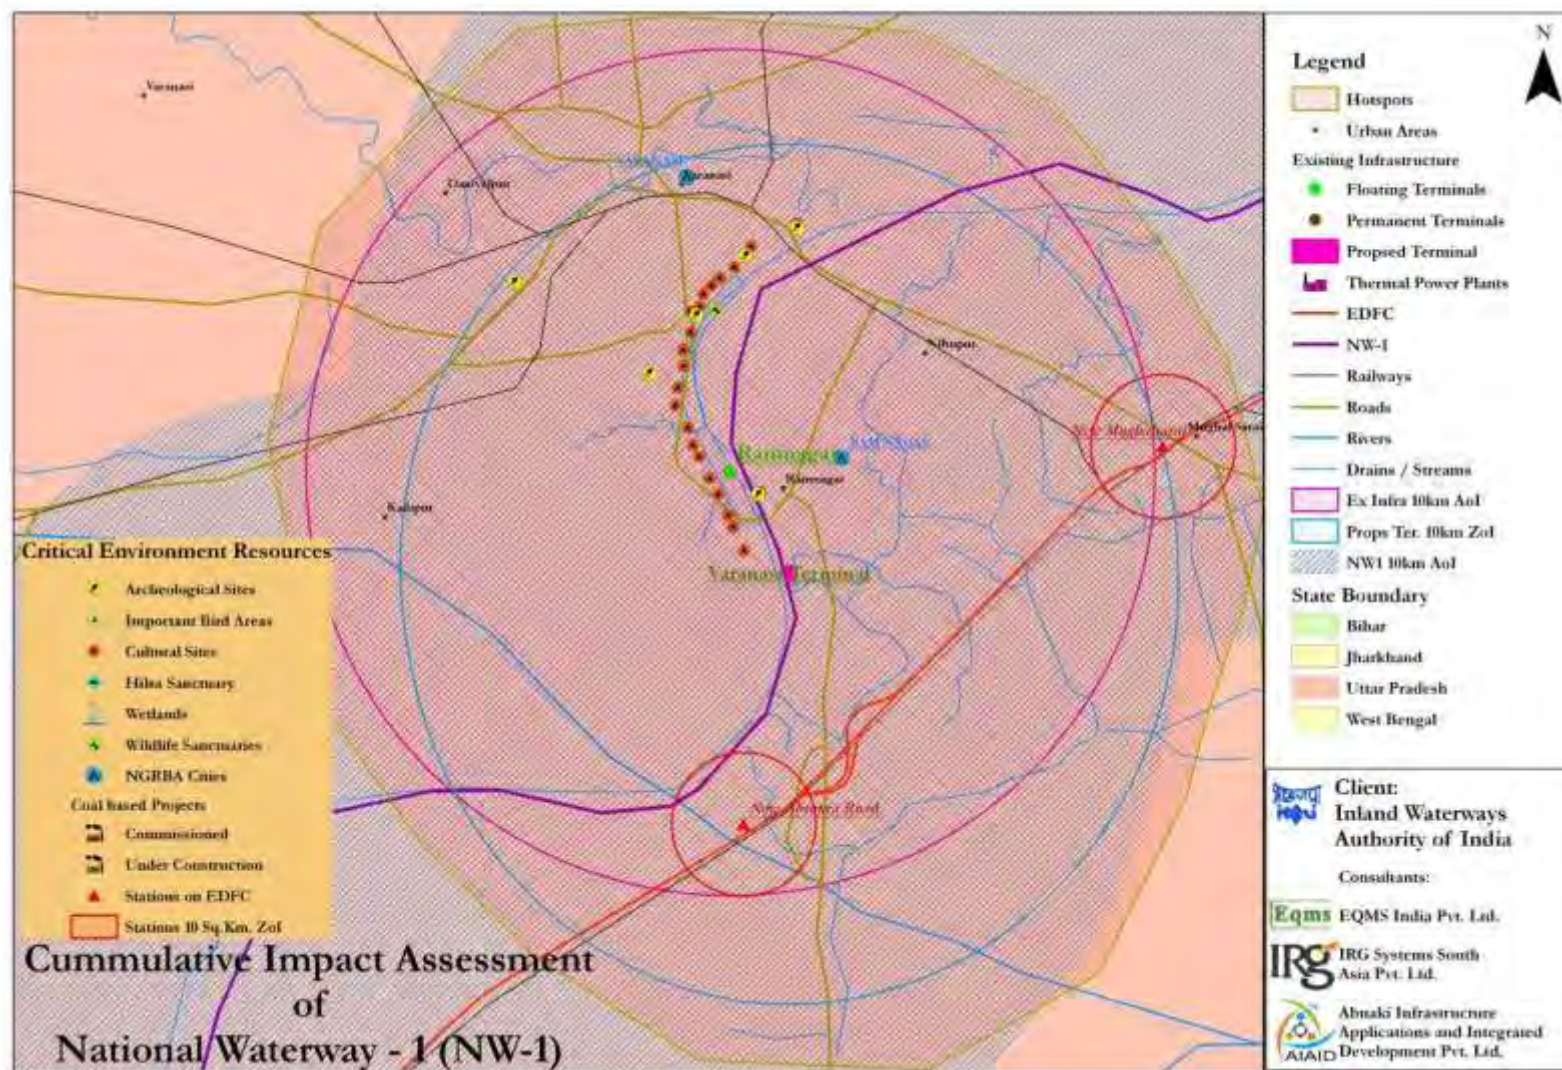 N
Legend
Hotspots
Urban Areas
Existing Infrastructure
Floating Terminals
Permanent Terminals
Propsed Terminal
Thermal Power Plants
EDFC
NW-1
Railways
Roads
Rivers
Drains / Streams
Ex Infra 10km AoI
Props Ter. 10km ZoI
NW1 10km AoI
State Boundary
Bihar
Jharkhand
Uttar Pradesh
West Bengal
Client:
Inland Waterways
Authority of India
Consultants:
Eqms EQMS India Pvt. Ltd.
IRG IRG Systems South
Asia Pvt. Ltd.
Abnaki Infrastructure
Applications and Integrated
AIAID Development Pvt. Ltd.
Varanasi
Varanasi
Ramnagar
Ramnagar
Varanasi Terminal
Critical Environment Resources
Archeological Sites
Important Bird Areas
Cultural Sites
Hilsa Sancruary
Wetlands
Wildlife Sancruaries
NGRBA Cities
Coal based Projects
Commissioned
Under Construction
Stations on EDFC
Stations 10 Sq.Km. ZoI
Cummulative Impact Assessment
of
National Waterway - 1 (NW-1)